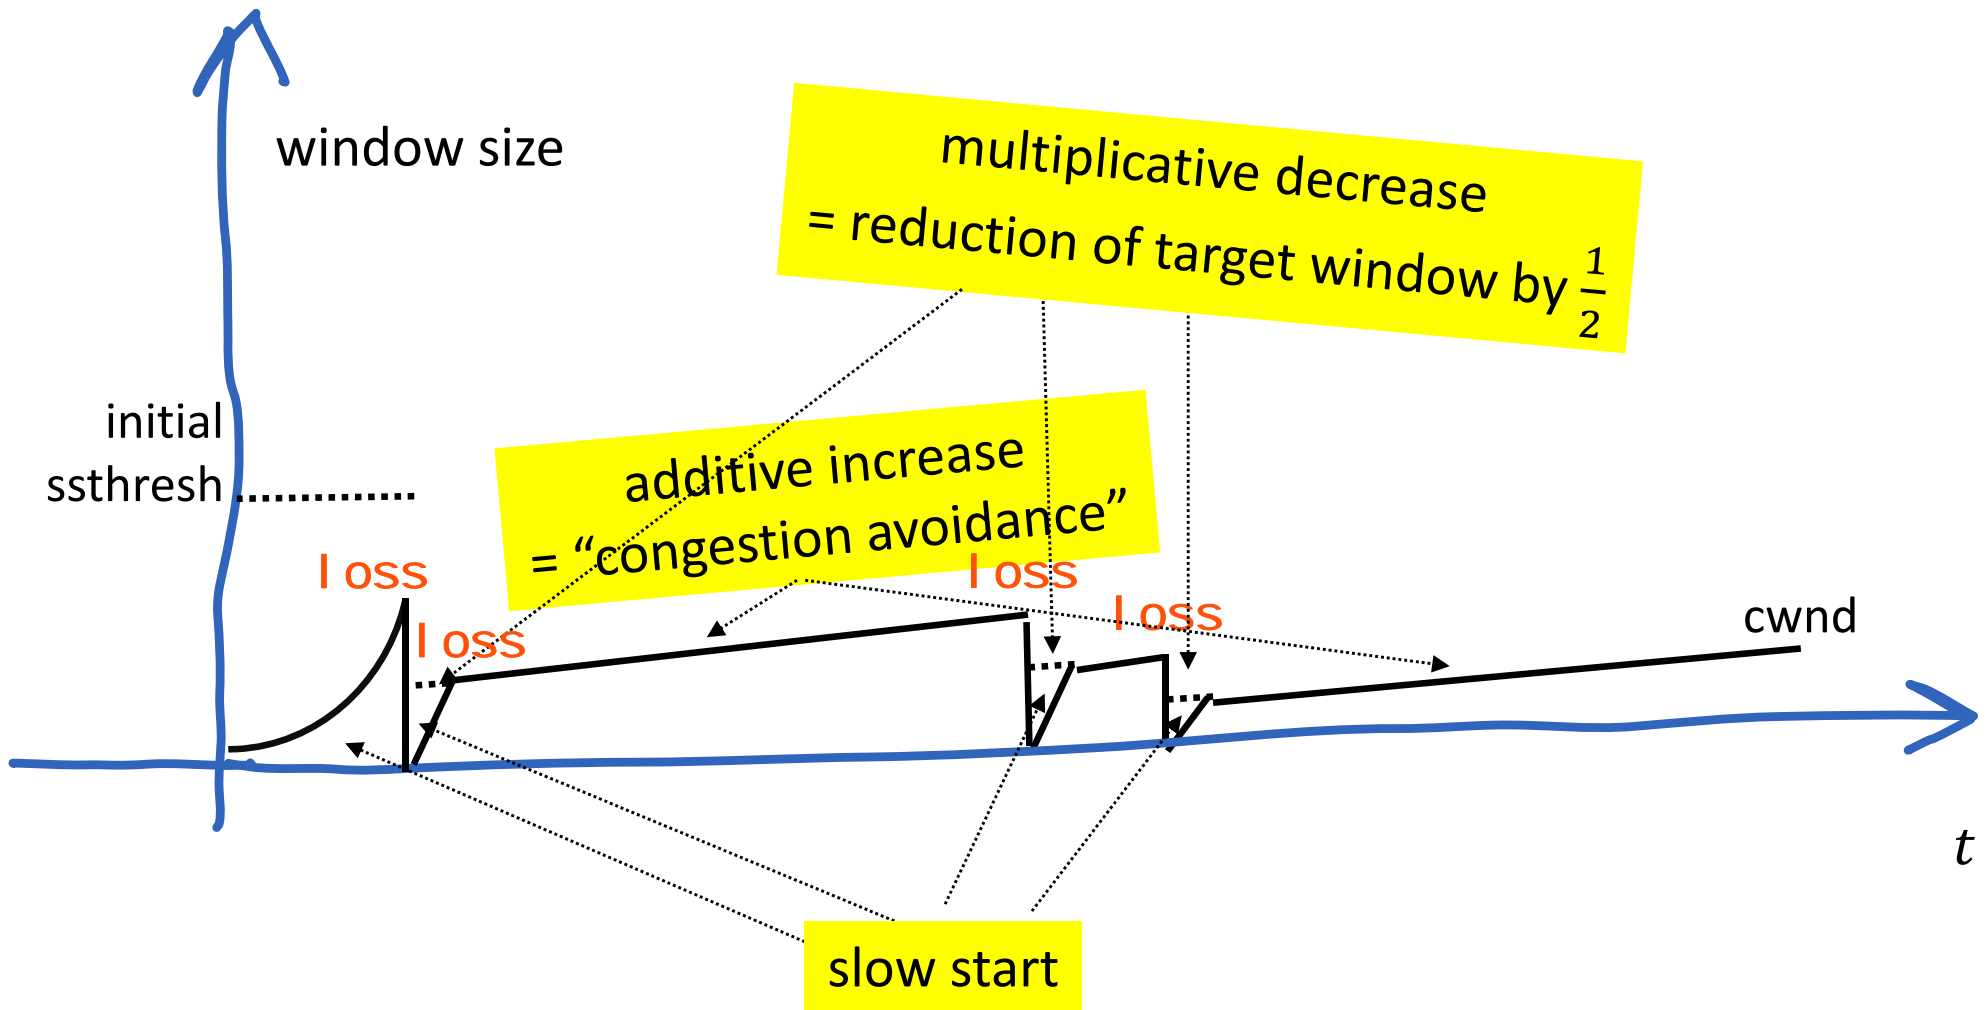 window size
multiplicative decrease
= reduction of target window by 1/2
initial
ssthresh
additive increase
= “congestion avoidance”
l oss
l oss
l oss
l oss
cwnd
t
slow start